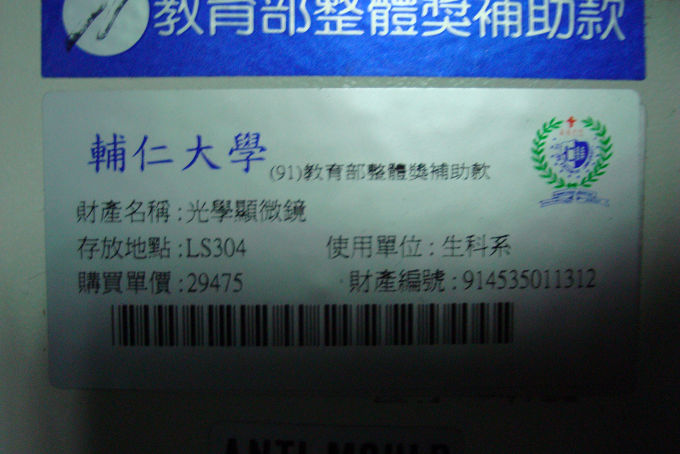 教育部整體獎補助款
輔仁大學 (91)教育部整體獎補助款
財產名稱:光學顯微鏡
存放地點:LS304 使用單位:生科系
購買單價:29475 財產編號:914535011312
ANTI MOULD